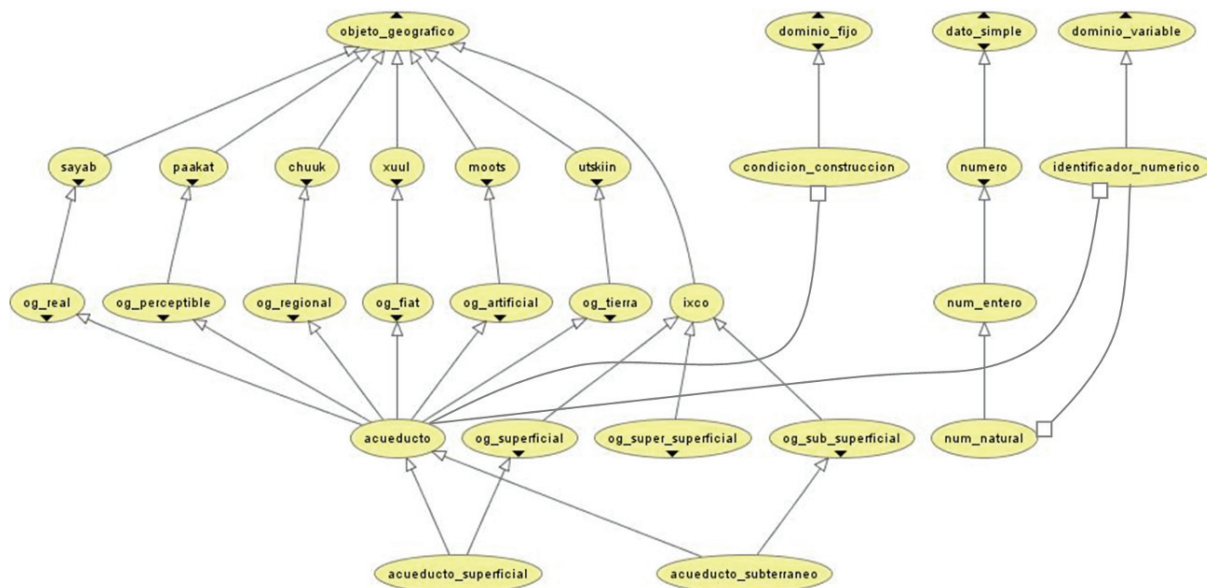 objeto_geografico
dominio_fijo
dato_simple
dominio_variable
sayab
paakat
chuuk
xuul
moots
utskiin
condicion_construccion
numero
identificador_numerico
og_real
og_perceptible
og_regional
og_fiat
og_artificial
og_tierra
ixco
num_entero
acueducto
og_superficial
og_super_superficial
og_sub_superficial
num_natural
acueducto_superficial
acueducto_subterraneo